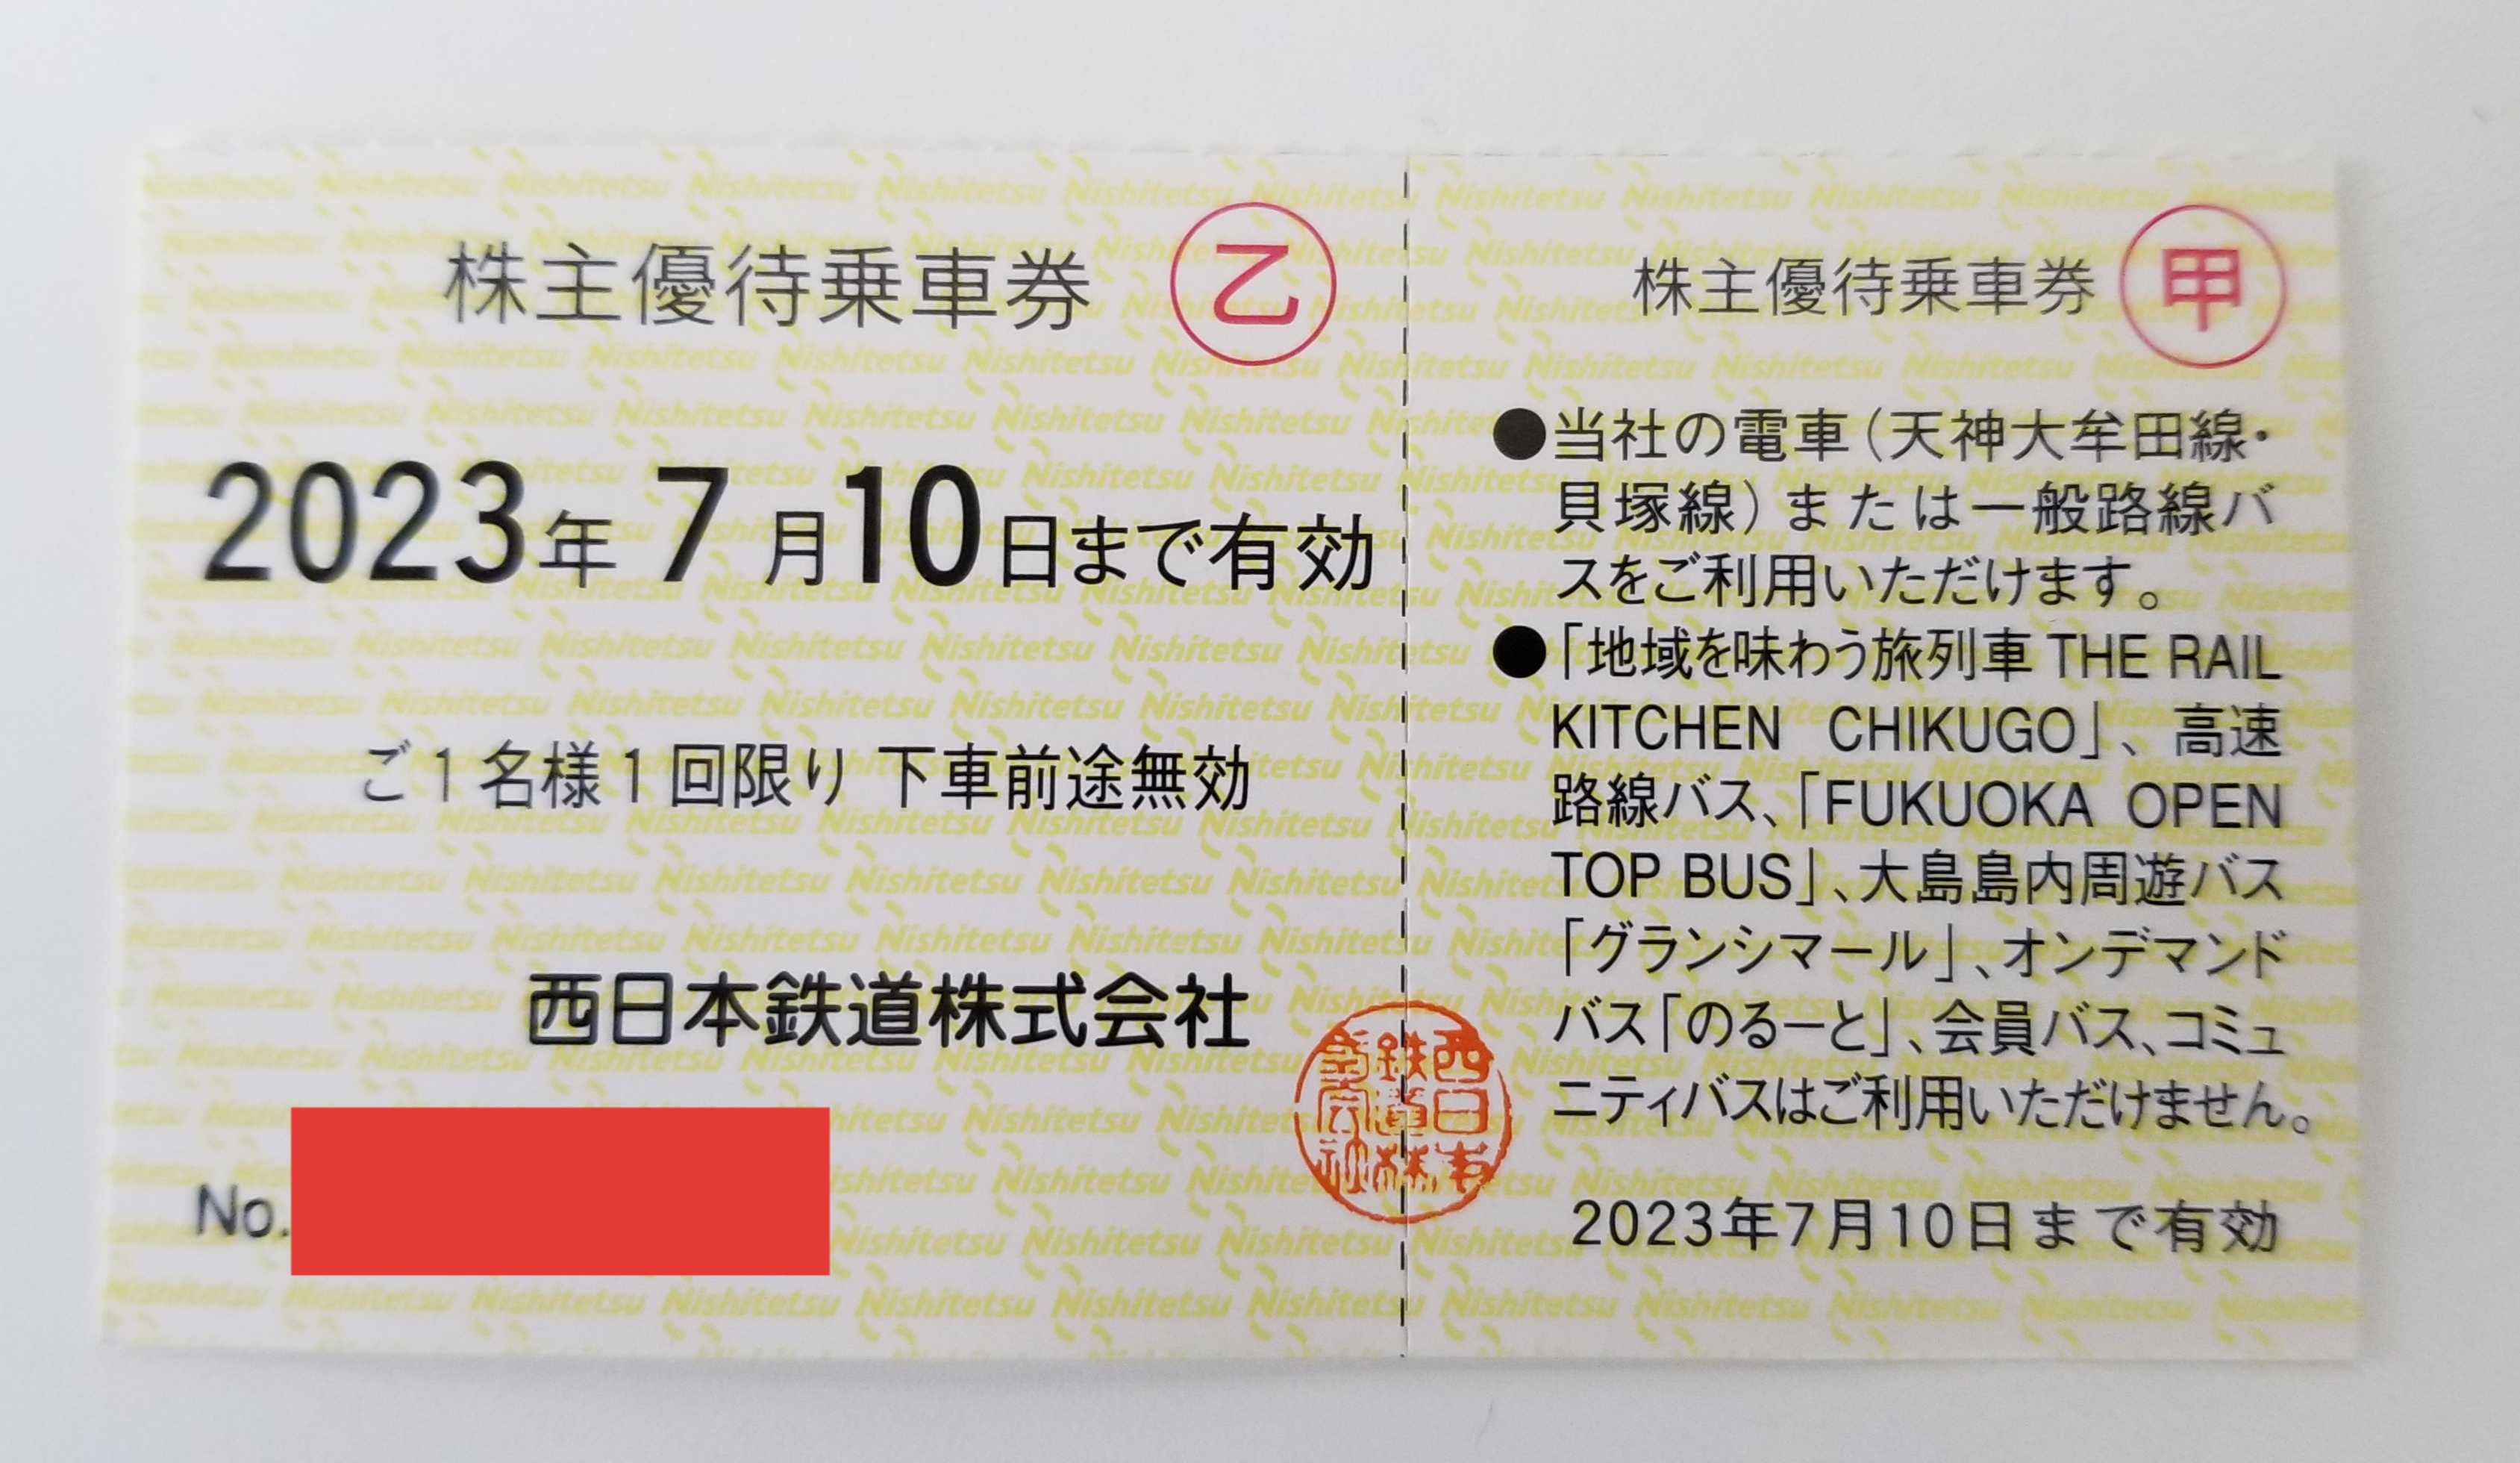 株主優待乗車券 乙
2023年7月10日まで有効
ご1名様1回限り 下車前途無効
西日本鉄道株式会社
No.
株主優待乗車券 甲
●当社の電車(天神大牟田線・
貝塚線)または一般路線バ
スをご利用いただけます。
●「地域を味わう旅列車 THE RAIL
KITCHEN CHIKUGO」、高速
路線バス、「FUKUOKA OPEN
TOP BUS」、大島島内周遊バス
「グランシマール」、オンデマンド
バス「のるーと」、会員バス、コミュ
ニティバスはご利用いただけません。
2023年7月10日まで有効
Nishitetsu